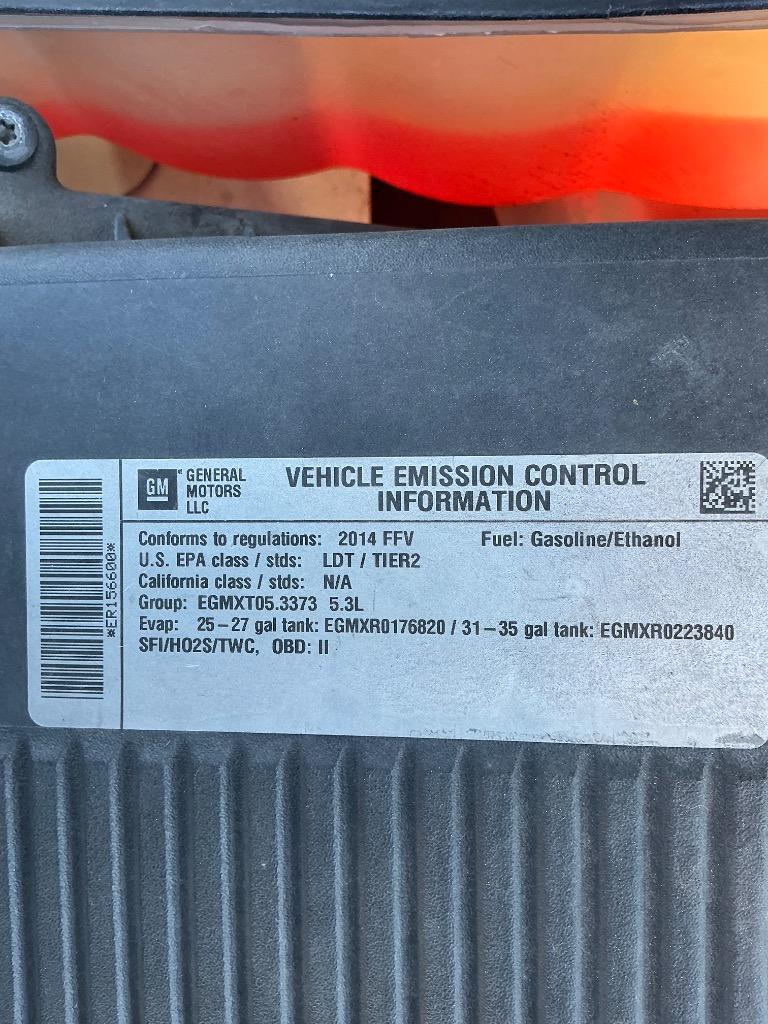 *ER156600*
GM GENERAL
MOTORS
LLC
VEHICLE EMISSION CONTROL
INFORMATION
Conforms to regulations: 2014 FFV Fuel: Gasoline/Ethanol
U.S. EPA class / stds: LDT / TIER2
California class / stds: N/A
Group: EGMXT05.3373 5.3L
Evap: 25-27 gal tank: EGMXR0176820 / 31-35 gal tank: EGMXR0223840
SFI/HO2S/TWC, OBD: II